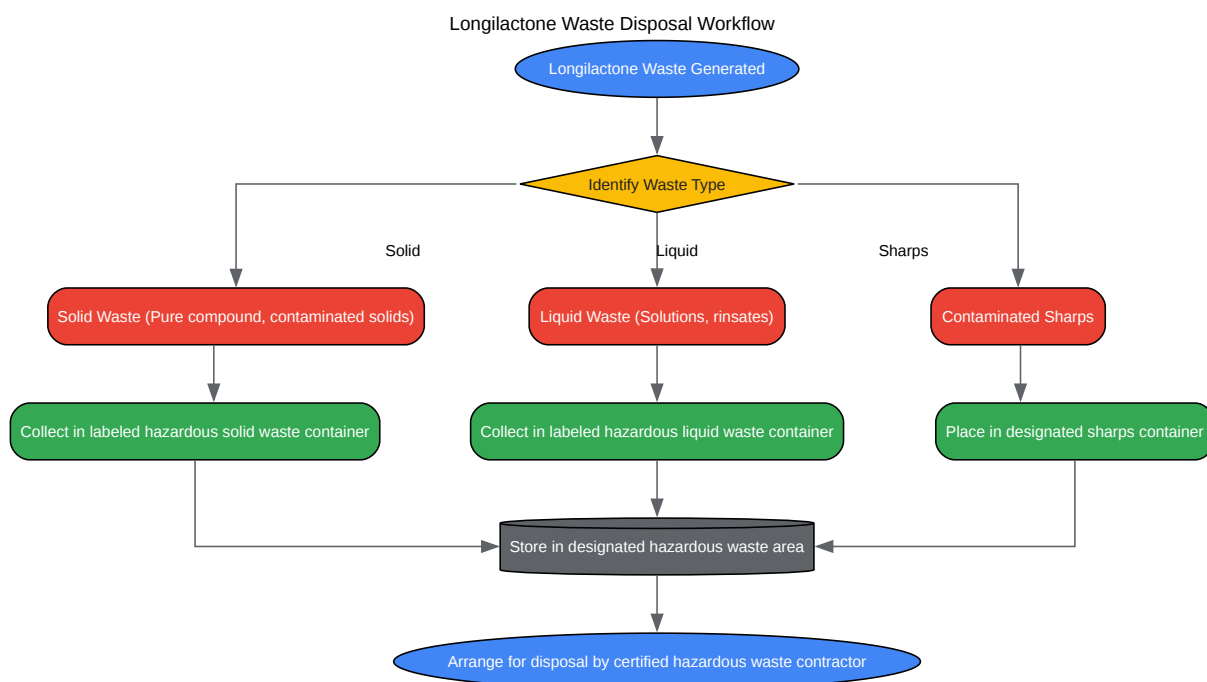 Longilactone Waste Disposal Workflow
Longilactone Waste Generated
Identify Waste Type
Solid
Liquid
Sharps
Solid Waste (Pure compound, contaminated solids)
Liquid Waste (Solutions, rinsates)
Contaminated Sharps
Collect in labeled hazardous solid waste container
Collect in labeled hazardous liquid waste container
Place in designated sharps container
Store in designated hazardous waste area
Arrange for disposal by certified hazardous waste contractor